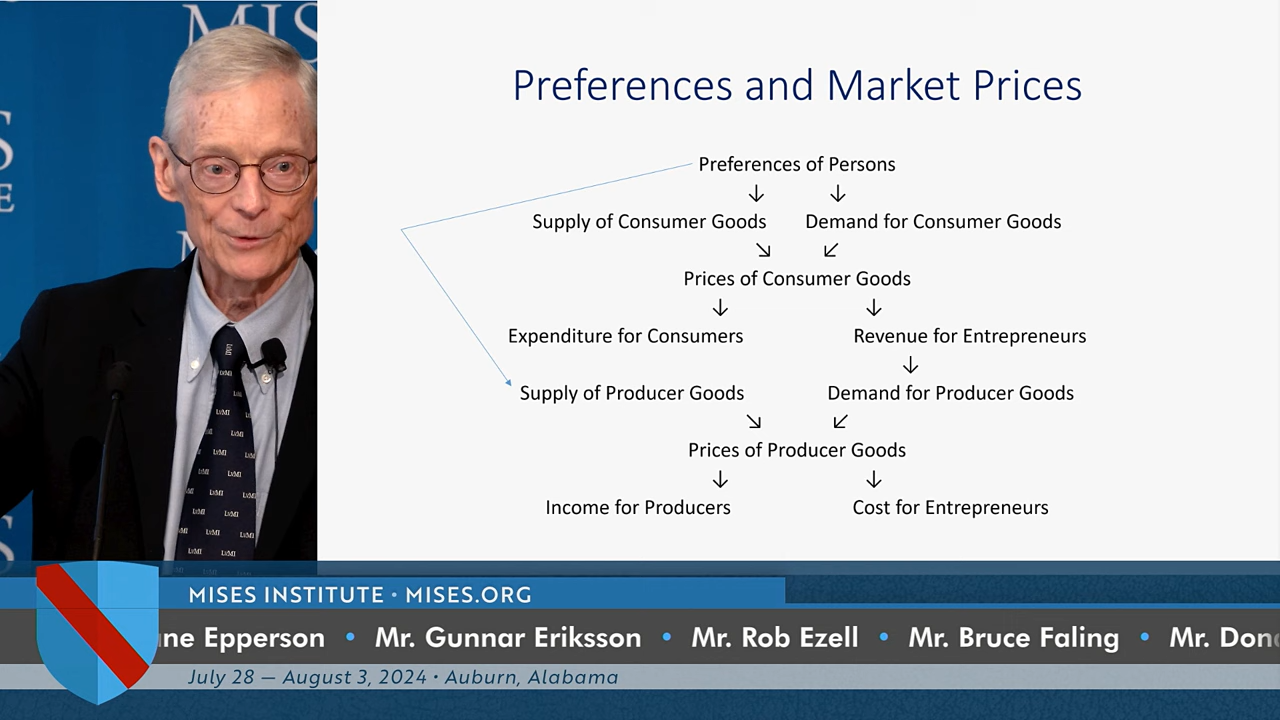 MIS
S
E
Preferences and Market Prices
Preferences of Persons
↓ ↓
Supply of Consumer Goods Demand for Consumer Goods
↘ ↙
Prices of Consumer Goods
↓ ↓
Expenditure for Consumers Revenue for Entrepreneurs
↓
Supply of Producer Goods Demand for Producer Goods
↘ ↙
Prices of Producer Goods
↓ ↓
Income for Producers Cost for Entrepreneurs
LvMI
MISES INSTITUTE • MISES.ORG
ne Epperson • Mr. Gunnar Eriksson • Mr. Rob Ezell • Mr. Bruce Faling • Mr. Don
July 28 — August 3, 2024 • Auburn, Alabama